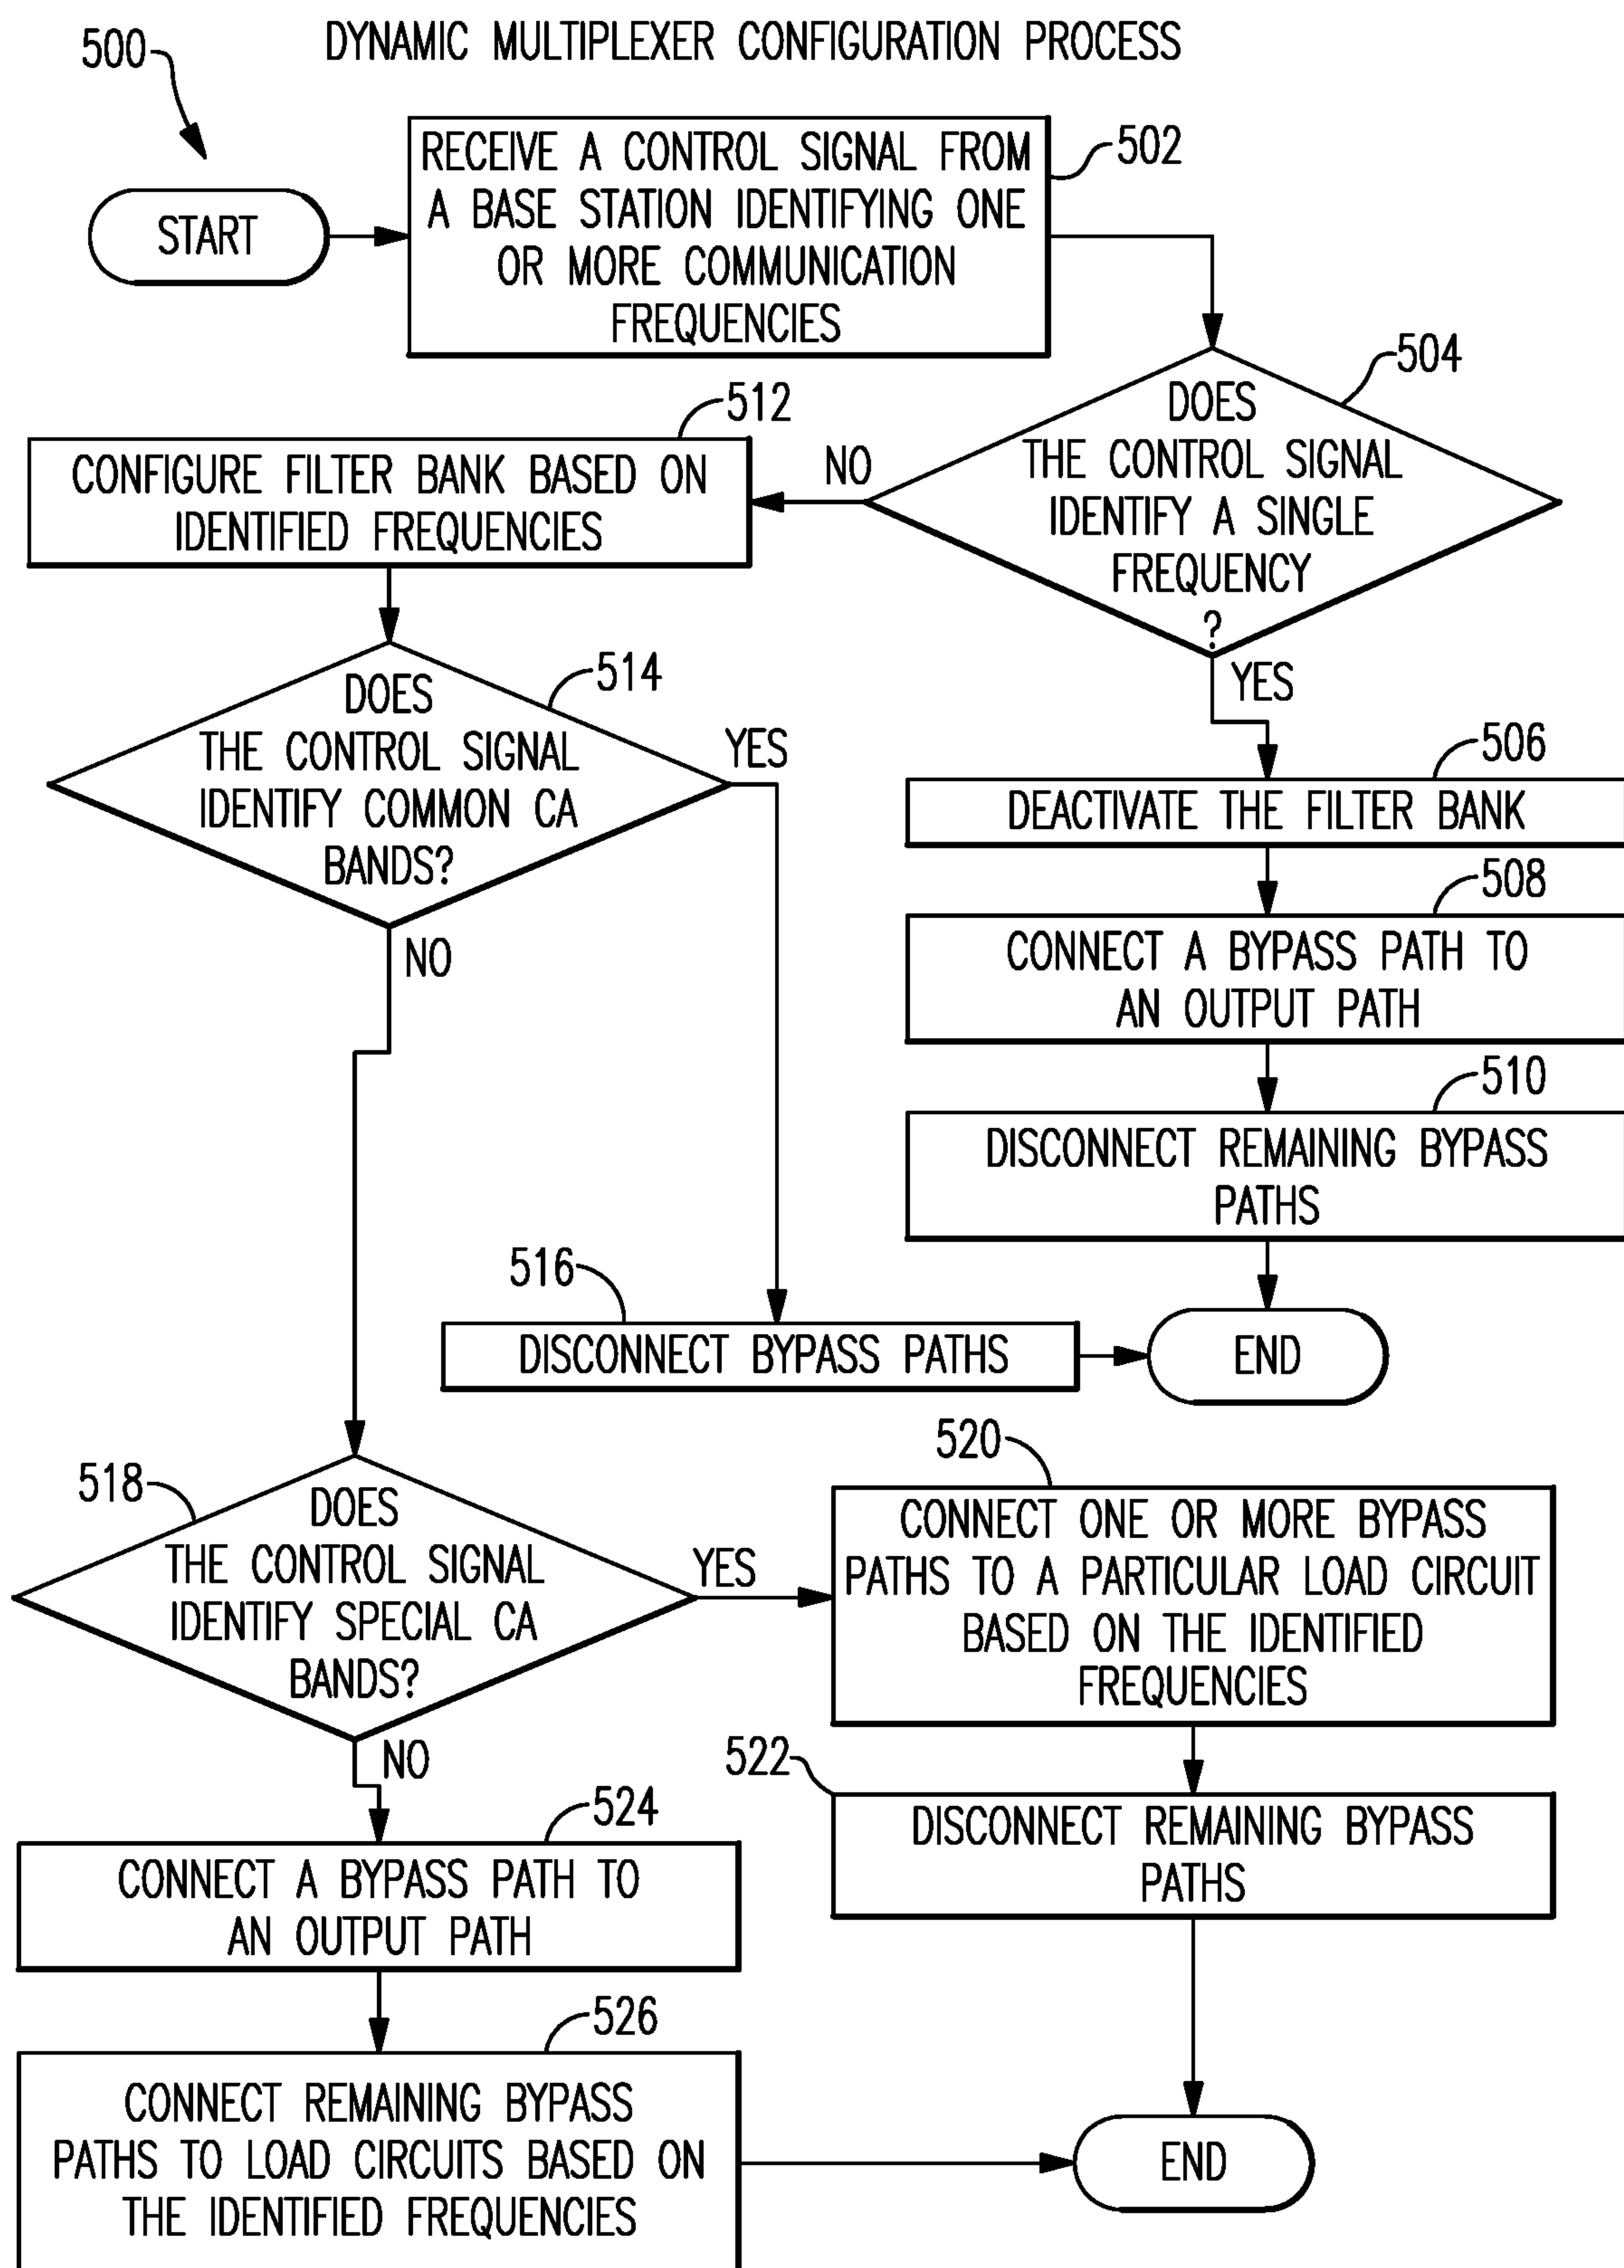 DYNAMIC MULTIPLEXER CONFIGURATION PROCESS
500
START
RECEIVE A CONTROL SIGNAL FROM
A BASE STATION IDENTIFYING ONE
OR MORE COMMUNICATION
FREQUENCIES
502
504
DOES
THE CONTROL SIGNAL
IDENTIFY A SINGLE
FREQUENCY
?
NO
YES
512
CONFIGURE FILTER BANK BASED ON
IDENTIFIED FREQUENCIES
506
DEACTIVATE THE FILTER BANK
508
CONNECT A BYPASS PATH TO
AN OUTPUT PATH
510
DISCONNECT REMAINING BYPASS
PATHS
514
DOES
THE CONTROL SIGNAL
IDENTIFY COMMON CA
BANDS?
YES
NO
516
DISCONNECT BYPASS PATHS
END
518
DOES
THE CONTROL SIGNAL
IDENTIFY SPECIAL CA
BANDS?
YES
NO
520
CONNECT ONE OR MORE BYPASS
PATHS TO A PARTICULAR LOAD CIRCUIT
BASED ON THE IDENTIFIED
FREQUENCIES
522
DISCONNECT REMAINING BYPASS
PATHS
524
CONNECT A BYPASS PATH TO
AN OUTPUT PATH
526
CONNECT REMAINING BYPASS
PATHS TO LOAD CIRCUITS BASED ON
THE IDENTIFIED FREQUENCIES
END